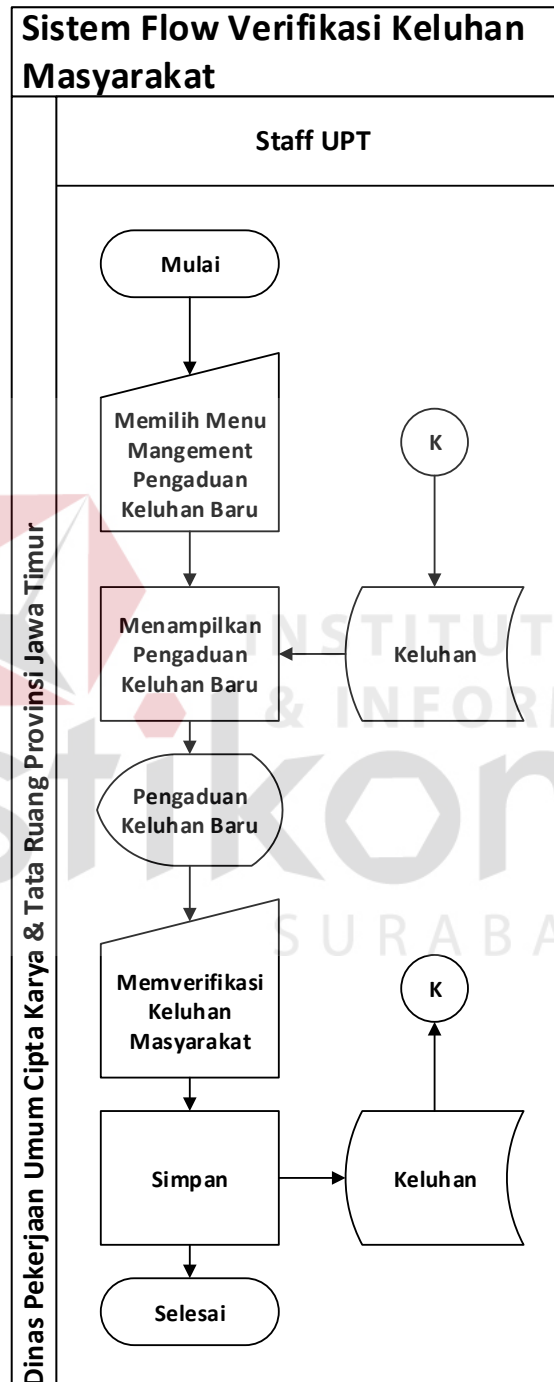 Sistem Flow Verifikasi Keluhan
Masyarakat
Dinas Pekerjaan Umum Cipta Karya & Tata Ruang Provinsi Jawa Timur
Staff UPT
Mulai
Memilih Menu
Mangement
Pengaduan
Keluhan Baru
K
Menampilkan
Pengaduan
Keluhan Baru
Keluhan
Pengaduan
Keluhan Baru
Memverifikasi
Keluhan
Masyarakat
K
Simpan
Keluhan
Selesai
INSTITUT
& INFORM
stikom
SURABA